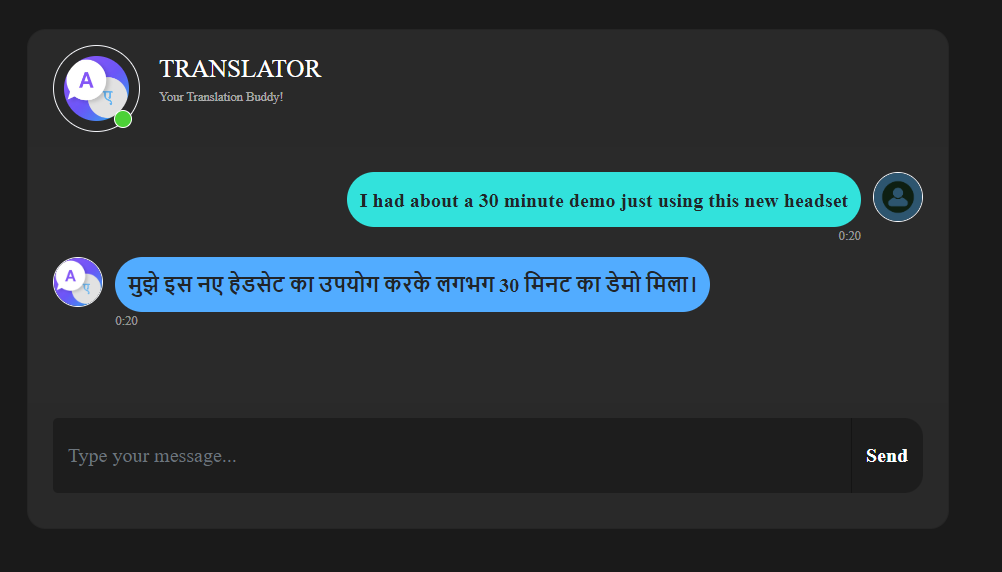 A
ए
TRANSLATOR
Your Translation Buddy!
I had about a 30 minute demo just using this new headset
0:20
A
ए
मुझे इस नए हेडसेट का उपयोग करके लगभग 30 मिनट का डेमो मिला।
0:20
Type your message...
Send